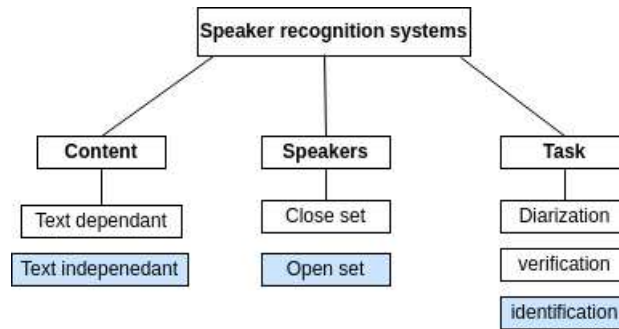 Speaker recognition systems
Content
Speakers
Task
Text dependant
Close set
Diarization
Text indepenedant
Open set
verification
identification